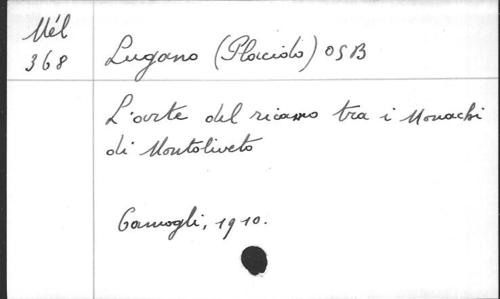 Mél
368
Lugano (Placido) OSB
L'arte del ricamo tra i Monachi
di Montoliveto
Camogli, 1910.